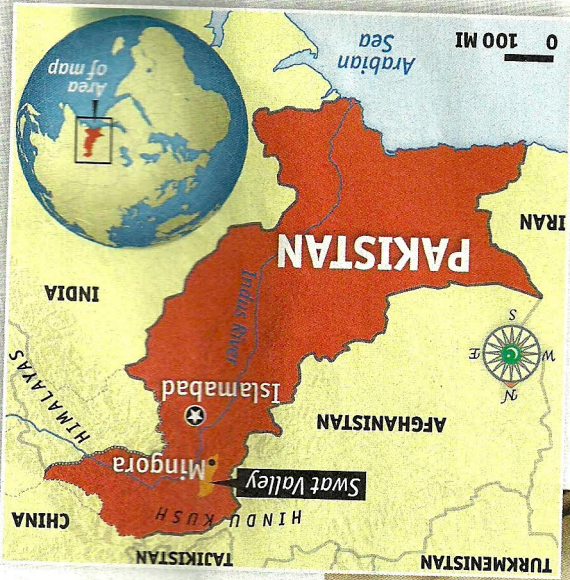 TURKMENISTAN
TAJIKISTAN
CHINA
HINDU KUSH
Swat Valley
Mingora
HIMALAYAS
AFGHANISTAN
Islamabad
N
W
E
S
Indus River
INDIA
PAKISTAN
IRAN
Area
of map
Arabian
Sea
0 100 MI